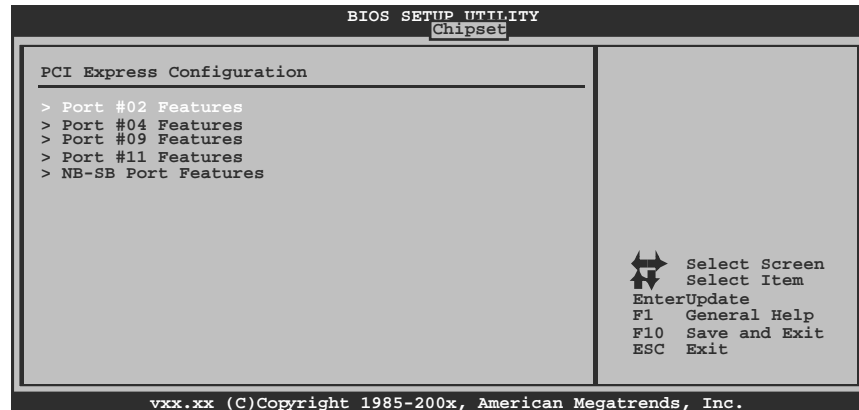 BIOS SETUP UTILITY
Chipset
PCI Express Configuration
> Port #02 Features
> Port #04 Features
> Port #09 Features
> Port #11 Features
> NB-SB Port Features
Select Screen
Select Item
EnterUpdate
F1 General Help
F10 Save and Exit
ESC Exit
vxx.xx (C)Copyright 1985-200x, American Megatrends, Inc.